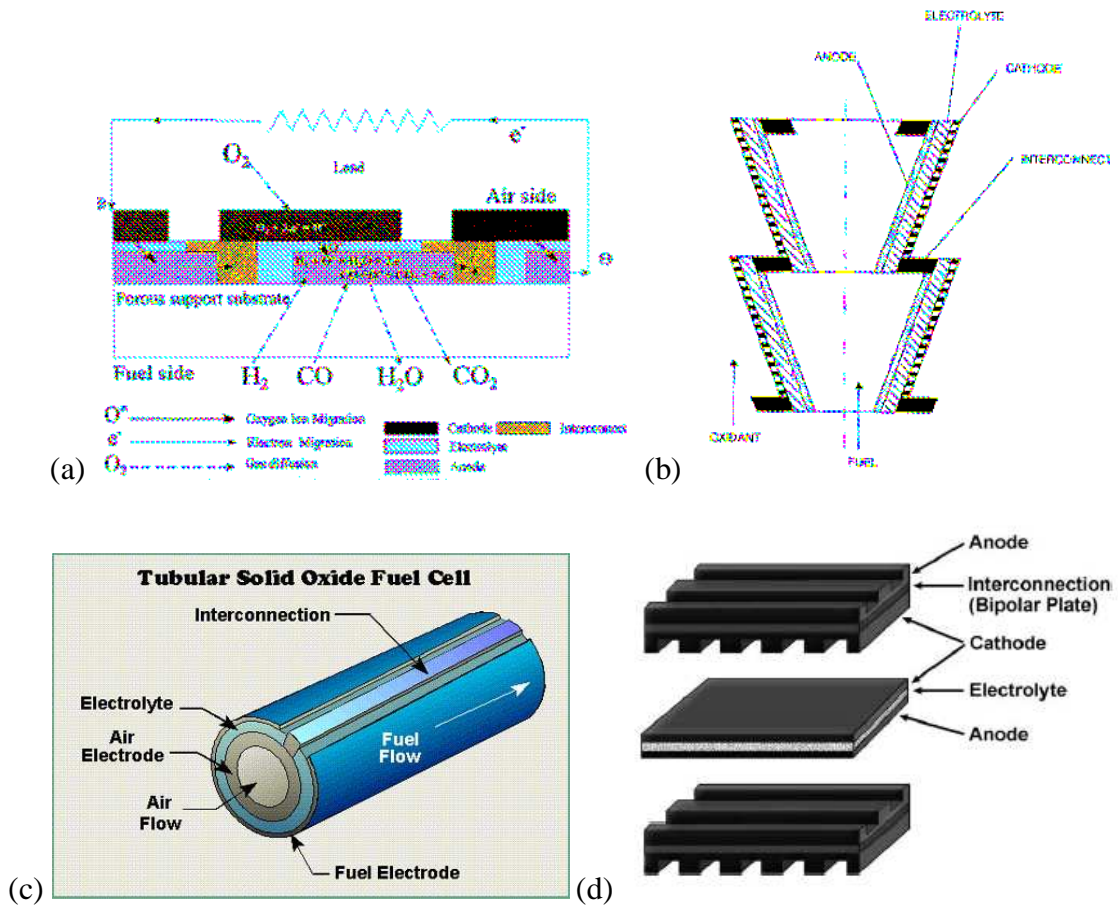 ELECTROLYTE
ANODE
CATHODE
INTERCONNECT
OXIDANT
FUEL
(b)
e-
O2
Load
Air side
Porous support substrate
Fuel side
H2 CO H2O CO2
Oxygen Ion Migration
e- Electron Migration
O2 Gas diffusion
Cathode Interconnect
Electrolyte
Anode
(a)
Tubular Solid Oxide Fuel Cell
Interconnection
Electrolyte
Air
Electrode
Fuel
Flow
Air
Flow
Fuel Electrode
(c)
Anode
Interconnection
(Bipolar Plate)
Cathode
Electrolyte
Anode
(d)